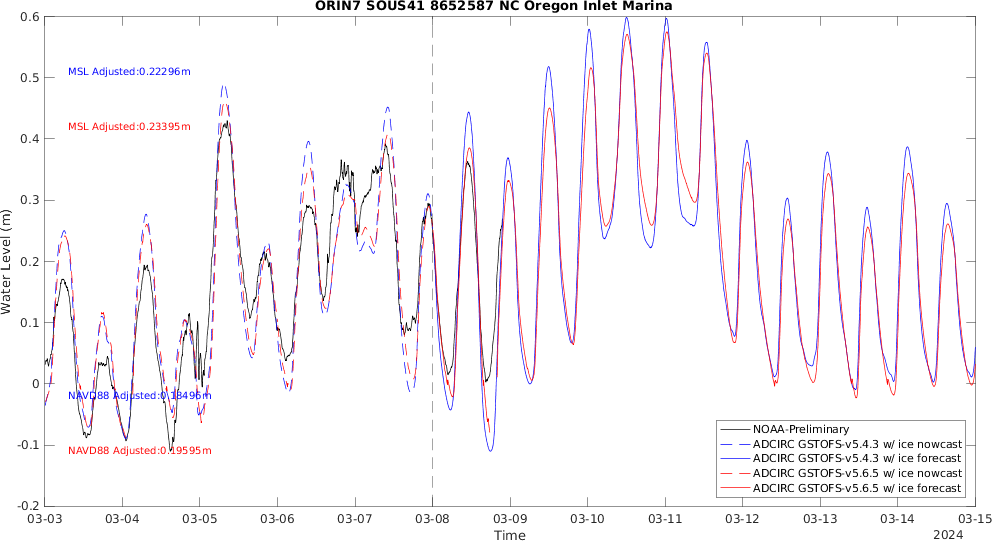 ORIN7 SOUS41 8652587 NC Oregon Inlet Marina
0.6
0.5
0.4
0.3
0.2
0.1
0
-0.1
-0.2
Water Level (m)
MSL Adjusted:0.22296m
MSL Adjusted:0.23395m
NAVD88 Adjusted:0.18496m
NAVD88 Adjusted:0.19595m
NOAA-Preliminary
ADCIRC GSTOFS-v5.4.3 w/ ice nowcast
ADCIRC GSTOFS-v5.4.3 w/ ice forecast
ADCIRC GSTOFS-v5.6.5 w/ ice nowcast
ADCIRC GSTOFS-v5.6.5 w/ ice forecast
03-03 03-04 03-05 03-06 03-07 03-08 03-09 03-10 03-11 03-12 03-13 03-14 03-15
Time
2024